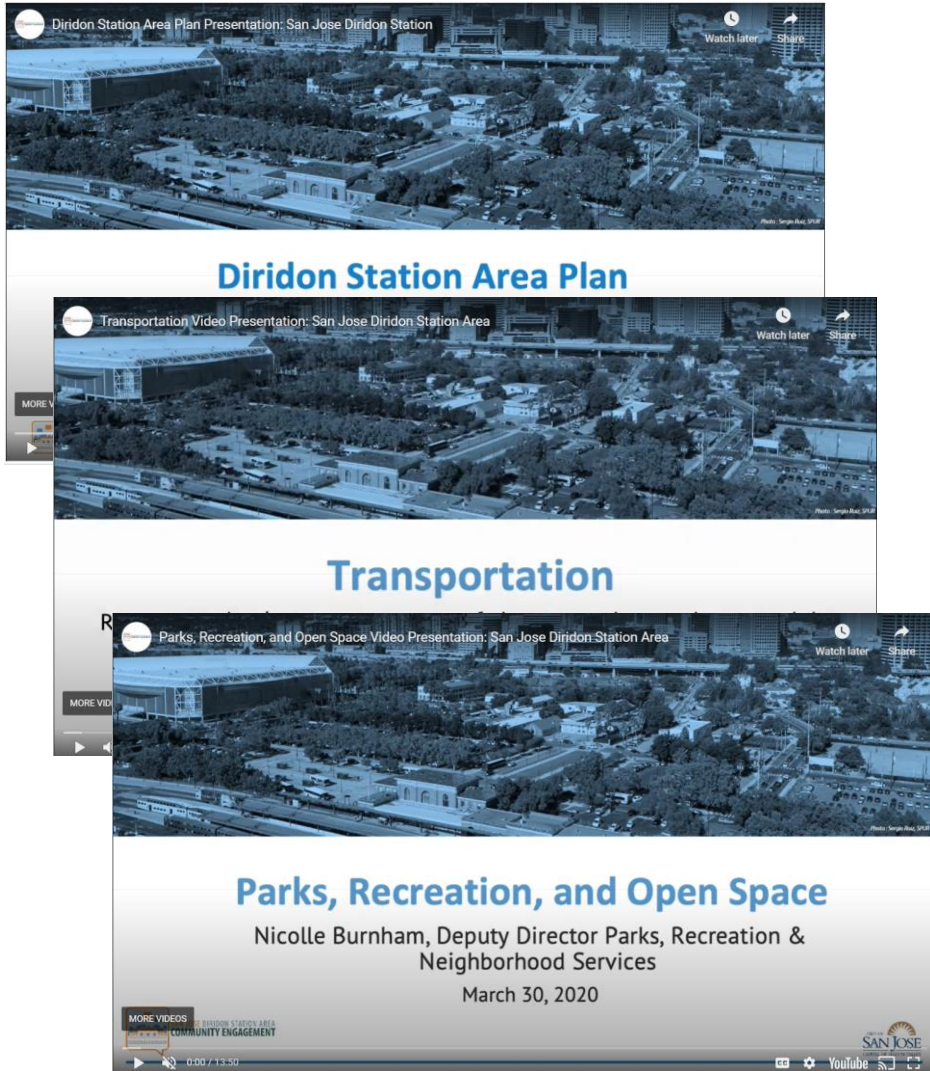 Diridon Station Area Plan Presentation: San Jose Diridon Station
Watch later
Share
Photo : Sergio Ruiz, SPUR
Diridon Station Area Plan
MORE V
Transportation Video Presentation: San Jose Diridon Station Area
Watch later
Share
Photo : Sergio Ruiz, SPUR
Transportation
MORE VID
Parks, Recreation, and Open Space Video Presentation: San Jose Diridon Station Area
Watch later
Share
Photo : Sergio Ruiz, SPUR
Parks, Recreation, and Open Space
Nicolle Burnham, Deputy Director Parks, Recreation &
Neighborhood Services
March 30, 2020
MORE VIDEOS
DIRIDON STATION AREA
COMMUNITY ENGAGEMENT
0:00 / 13:50
CC
YouTube
CITY OF
SAN JOSE